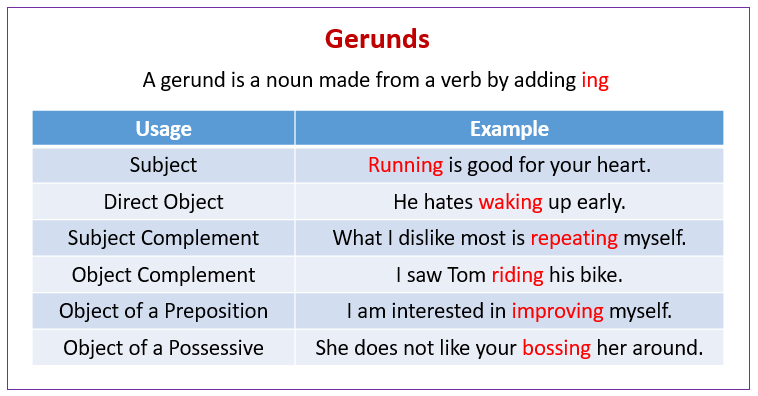 Gerunds
A gerund is a noun made from a verb by adding ing
Usage Example
Subject Running is good for your heart.
Direct Object He hates waking up early.
Subject Complement What I dislike most is repeating myself.
Object Complement I saw Tom riding his bike.
Object of a Preposition I am interested in improving myself.
Object of a Possessive She does not like your bossing her around.